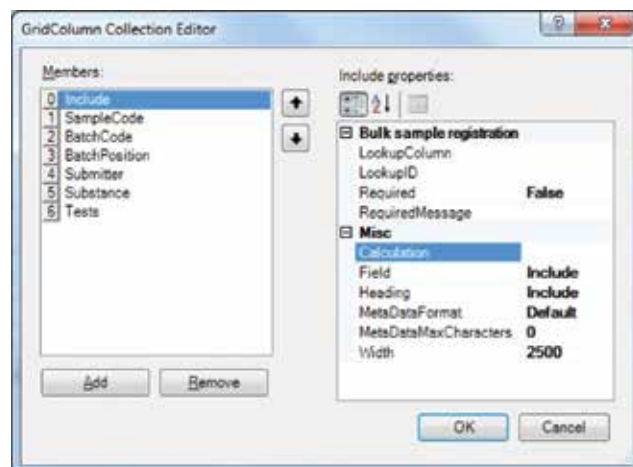 GridColumn Collection Editor
Members:
0 Include
1 SampleCode
2 BatchCode
3 BatchPosition
4 Submitter
5 Substance
6 Tests
Add Remove
Include properties:
Bulk sample registration
LookupColumn
LookupID
Required False
RequiredMessage
Misc
Calculation
Field Include
Heading Include
MetaDataFormat Default
MetaDataMaxCharacters 0
Width 2500
OK Cancel